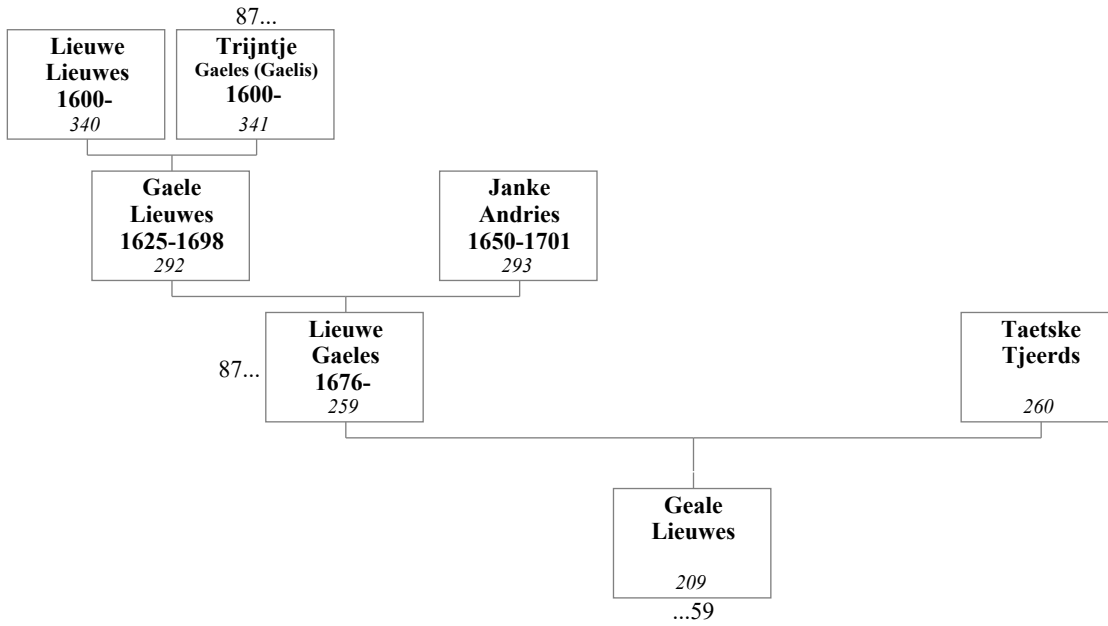 87...
Lieuwe
Lieuwes
1600-
340
Trijntje
Gaeles (Gaelis)
1600-
341
Gaele
Lieuwes
1625-1698
292
Janke
Andries
1650-1701
293
87...
Lieuwe
Gaeles
1676-
259
Taetske
Tjeerds
260
Geale
Lieuwes
209
...59